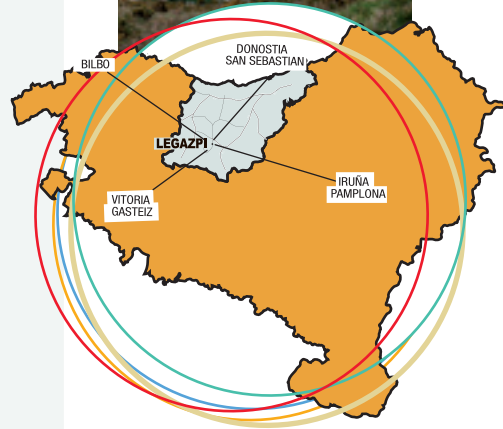 DONOSTIA
SAN SEBASTIAN
BILBO
LEGAZPI
IRUÑA
PAMPLONA
VITORIA
GASTEIZ